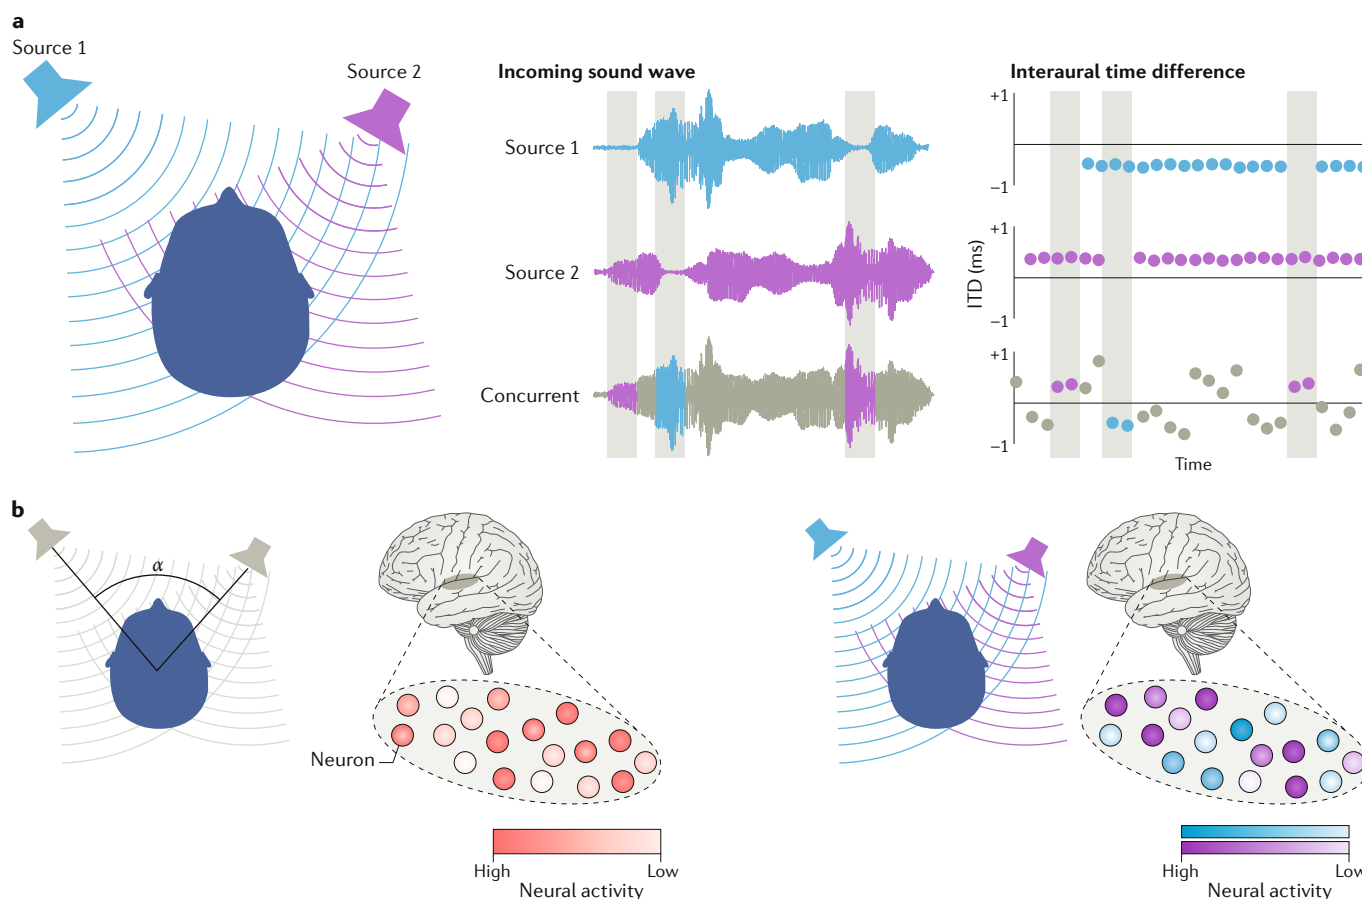 a
Source 1
Source 2
Incoming sound wave
Source 1
Source 2
Concurrent
Interaural time difference
ITD (ms)
+1
−1
+1
−1
+1
−1
Time
b
α
Neuron
High
Low
Neural activity
High
Low
Neural activity